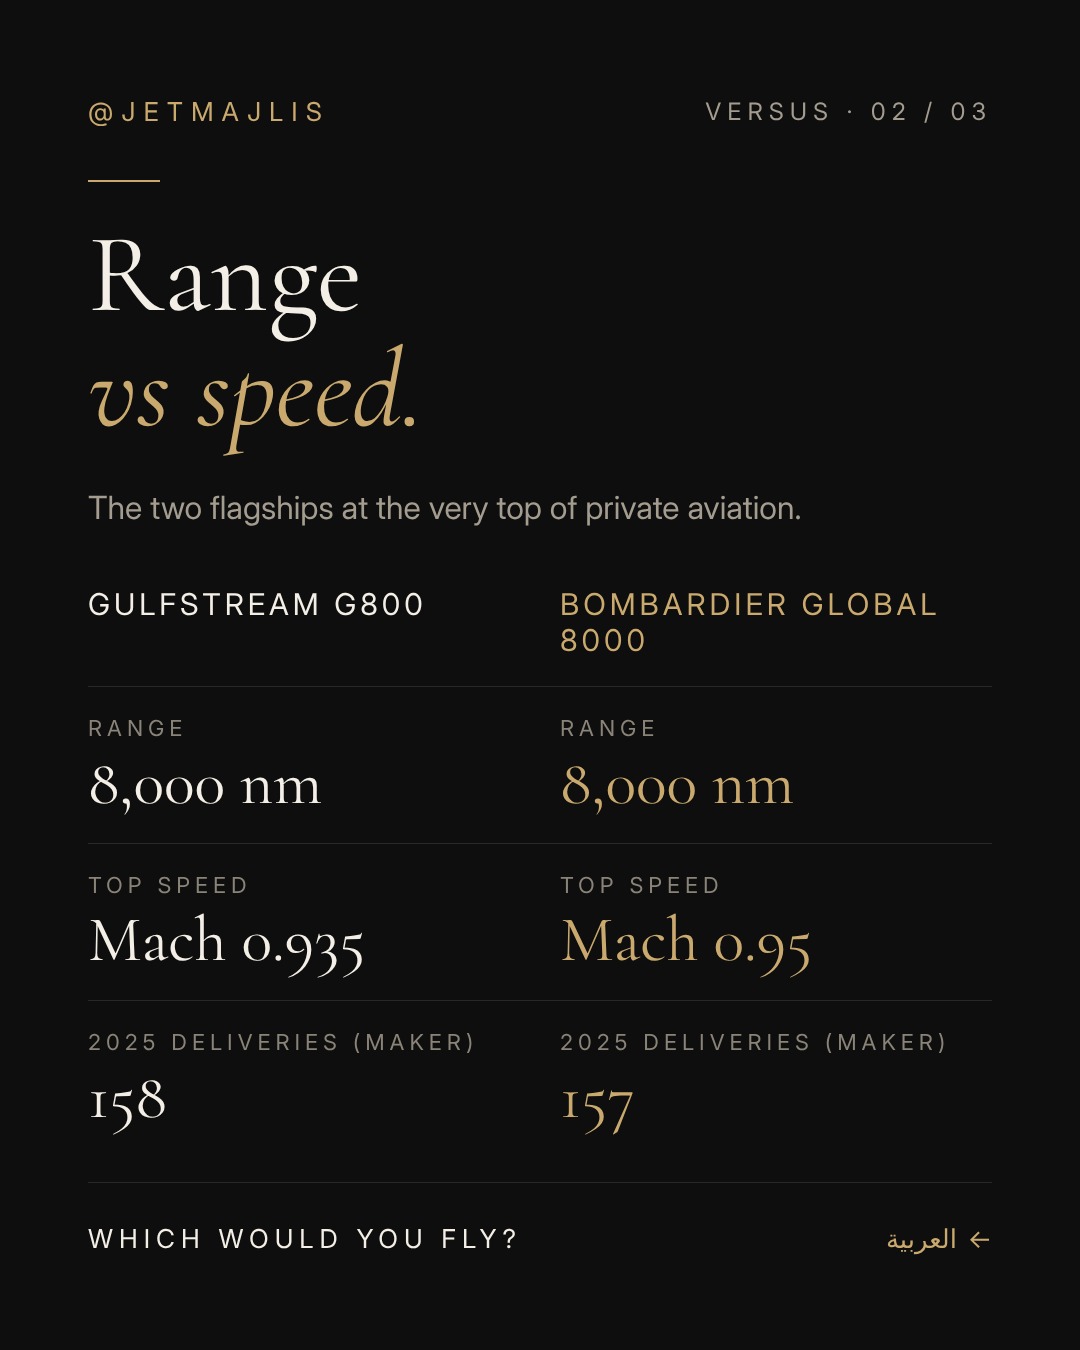 @JETMAJLIS
VERSUS · 02 / 03
Range
vs speed.
The two flagships at the very top of private aviation.
GULFSTREAM G800
BOMBARDIER GLOBAL
8000
RANGE
8,000 nm
RANGE
8,000 nm
TOP SPEED
Mach 0.935
TOP SPEED
Mach 0.95
2025 DELIVERIES (MAKER)
158
2025 DELIVERIES (MAKER)
157
WHICH WOULD YOU FLY?
العربية ←